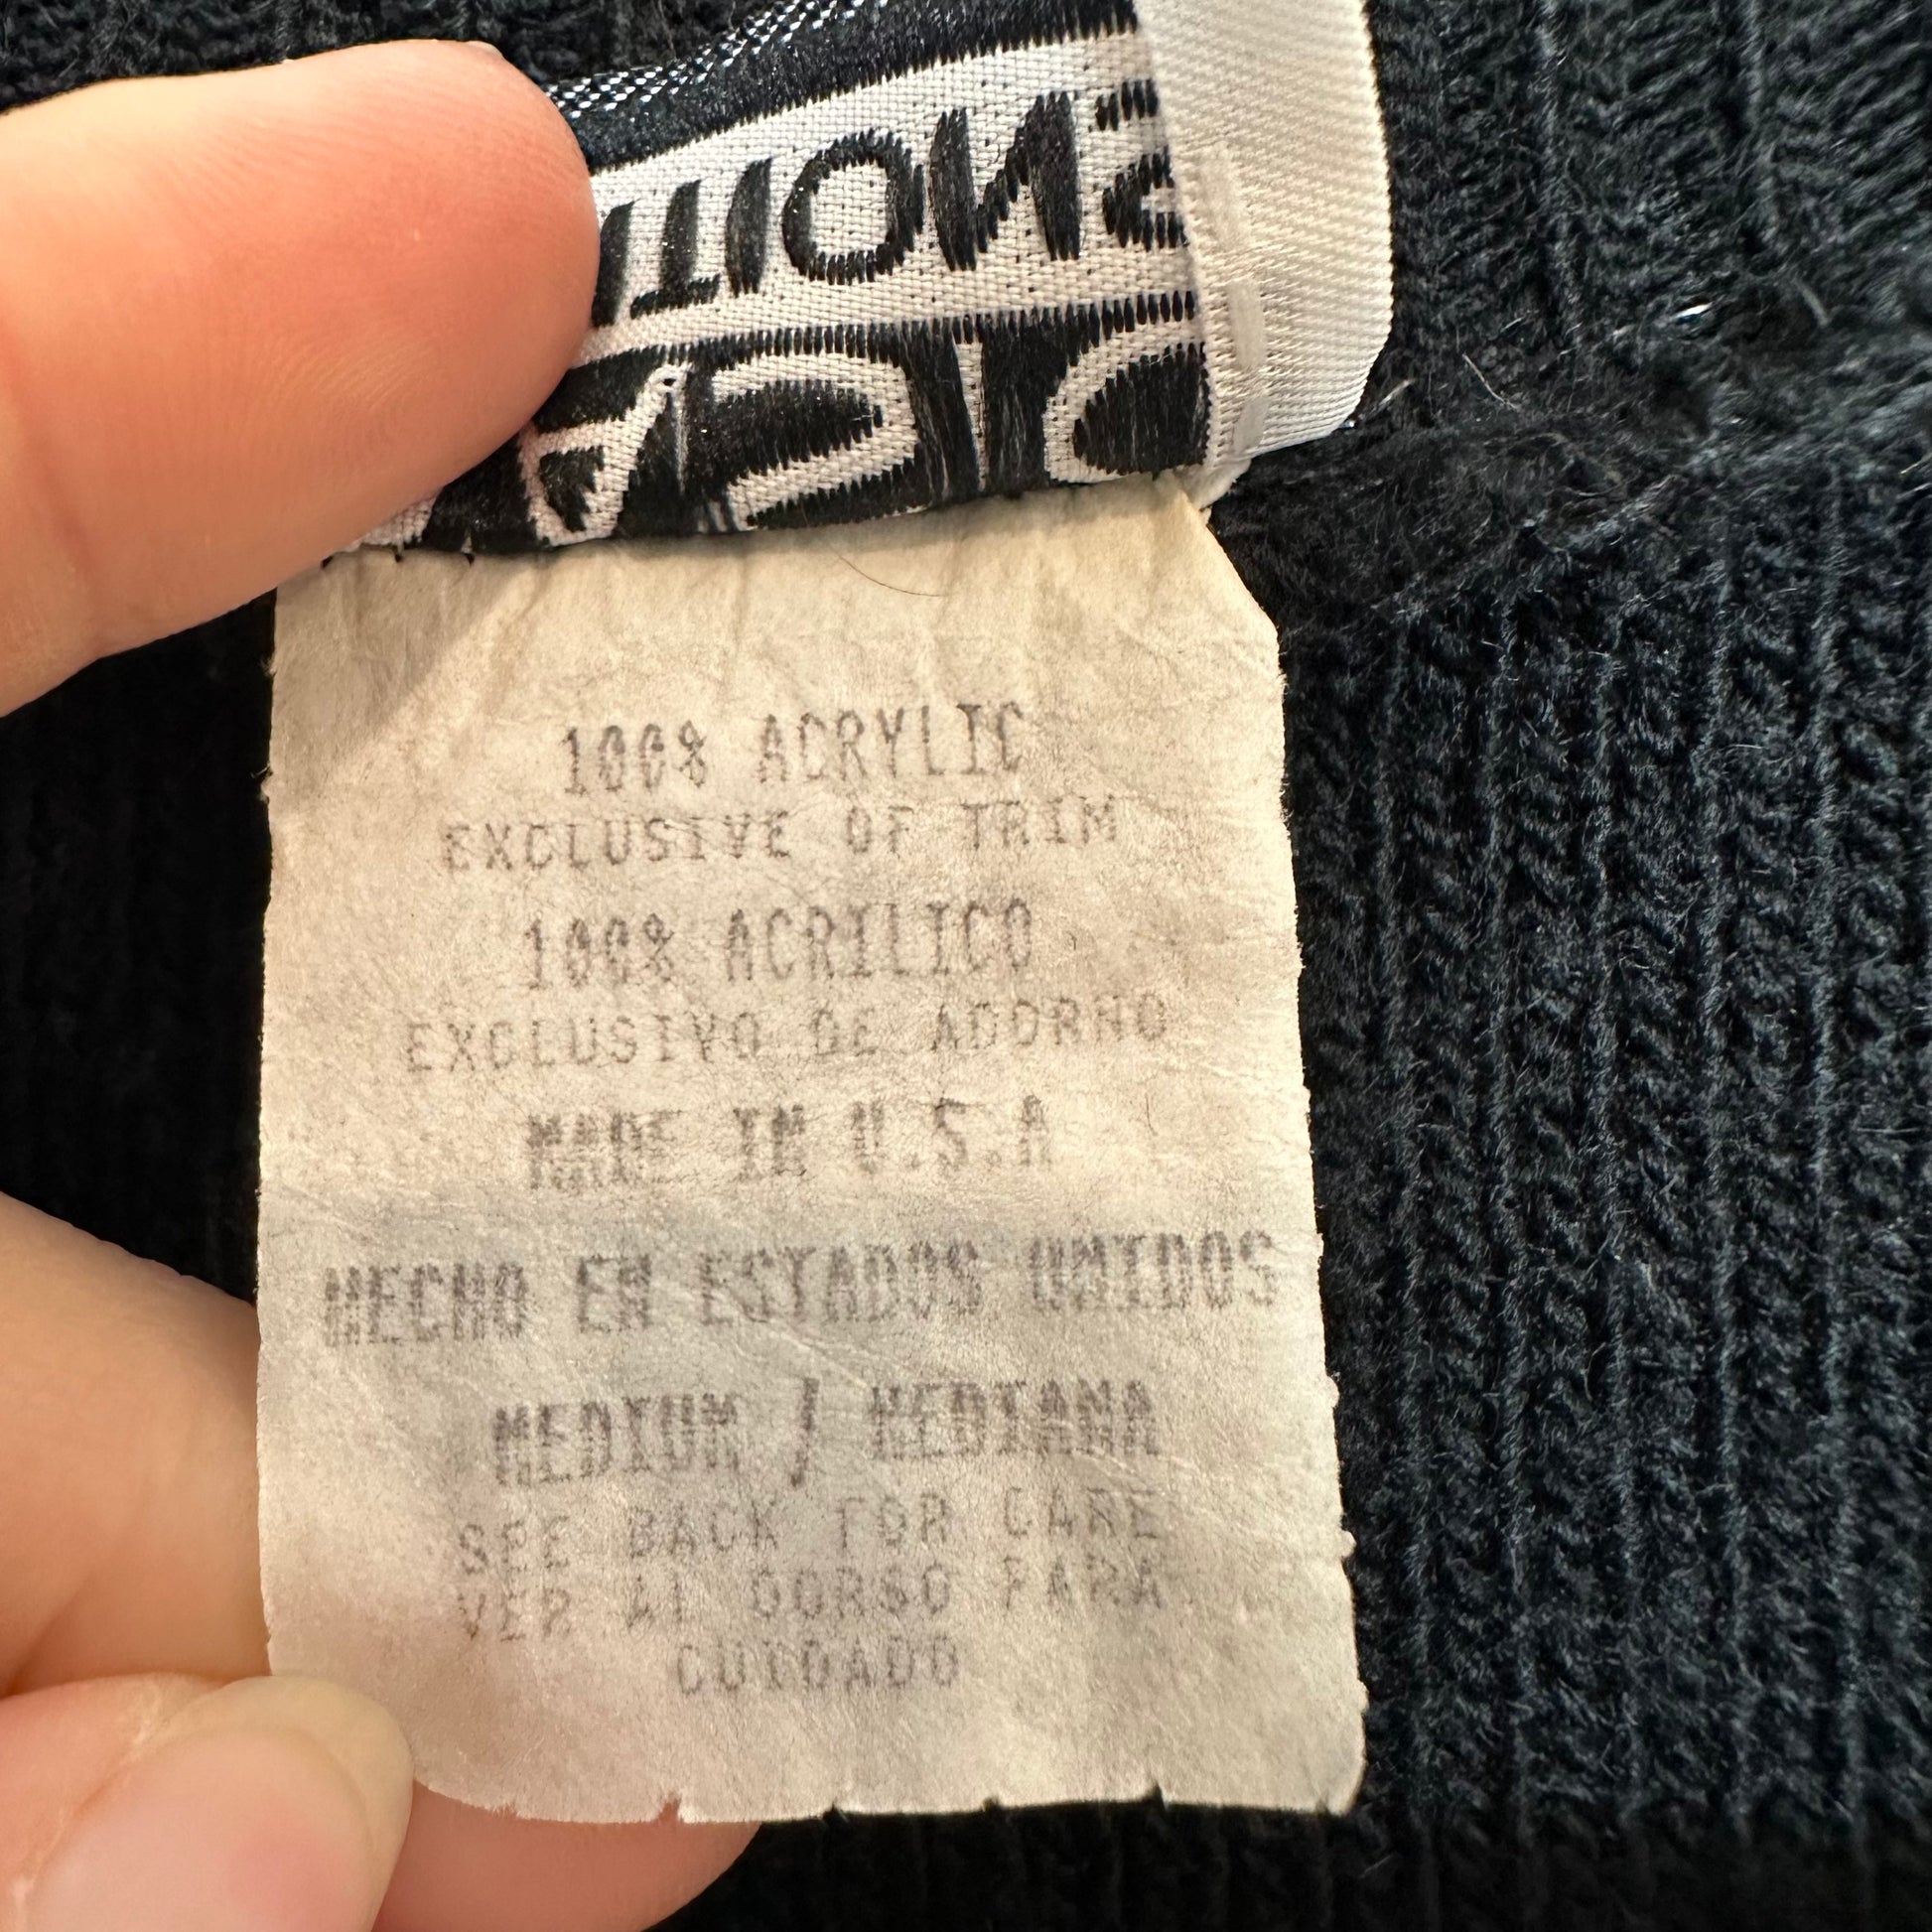 100% ACRYLIC
EXCLUSIVE OF TRIM
100% ACRILICO
EXCLUSIVO DE ADORNO
MADE IN U.S.A
HECHO EN ESTADOS UNIDOS
MEDIUM / MEDIANA
SEE BACK FOR CARE
VER AL DORSO PARA
CUIDADO